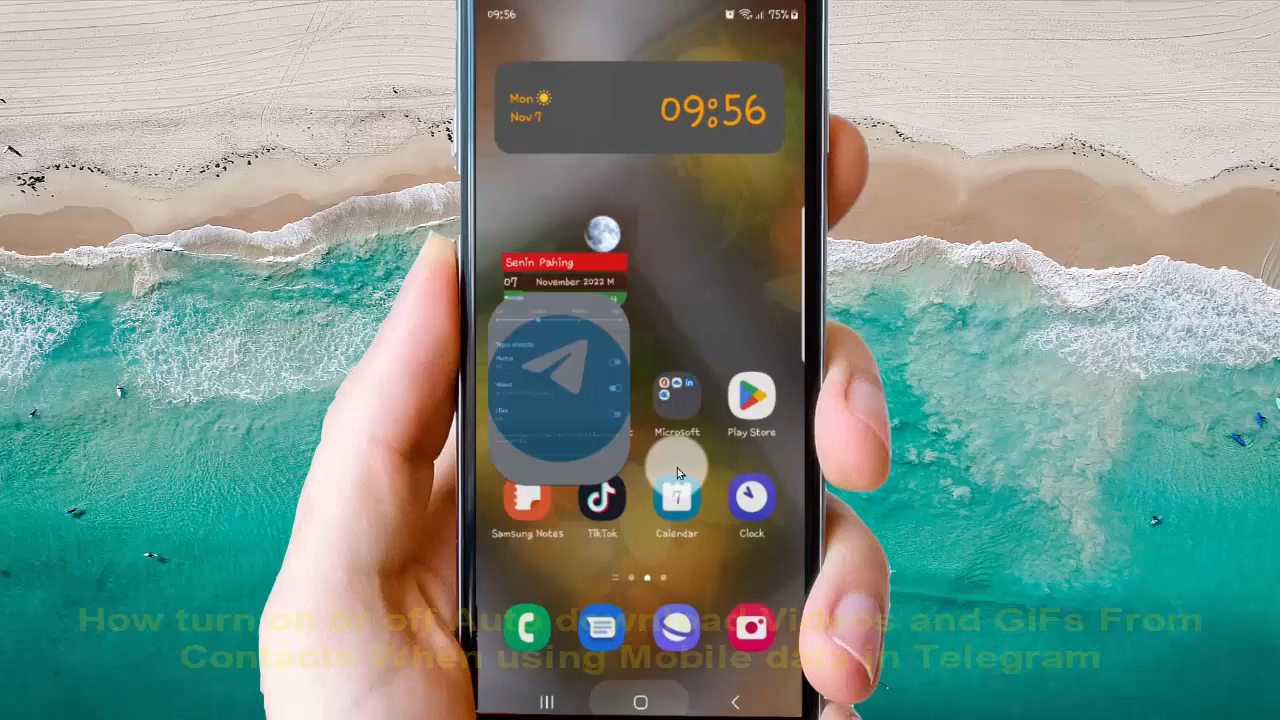 09:56
75%
Mon
Nov 7
09:56
Senin Pahing
07 November 2022 M
4
Microsoft
Play Store
7
Samsung Notes
TikTok
Calendar
Clock
How turn on or off Auto download Videos and GiFs From
Contacts When using Mobile data in Telegram